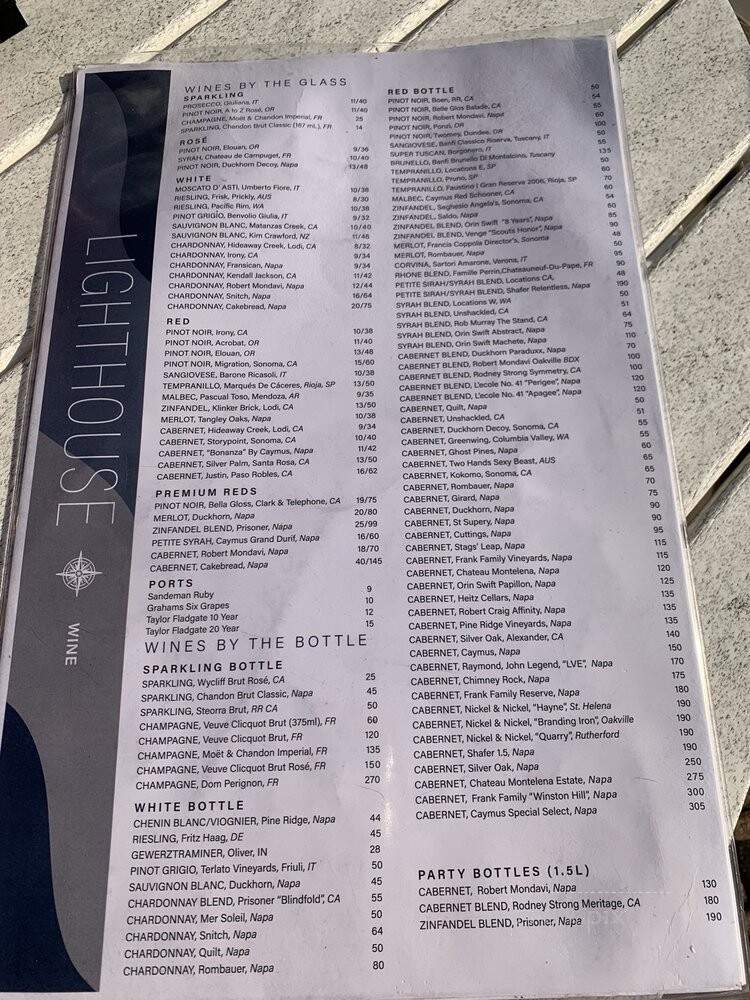 LIGHTHOUSE
WINE
WINES BY THE GLASS
SPARKLING
PROSECCO, Giuliana, IT 11/40
PINOT NOIR, A to Z Rosé, OR 11/40
CHAMPAGNE, Moët & Chandon Imperial, FR 25
SPARKLING, Chandon Brut Classic (187 mL), FR 14
ROSÉ
PINOT NOIR, Elouan, OR 9/36
SYRAH, Chateau de Campuget, FR 10/40
PINOT NOIR, Duckhorn Decoy, Napa 13/48
WHITE
MOSCATO D' ASTI, Umberto Fiore, IT 10/38
RIESLING, Frisk, Prickly, AUS 8/30
RIESLING, Pacific Rim, WA 10/38
PINOT GRIGÍO, Benvolio Giulia, IT 9/32
SAUVIGNON BLANC, Matanzas Creek, CA 10/40
SAUVIGNON BLANC, Kim Crawford, NZ 11/46
CHARDONNAY, Hideaway Creek, Lodi, CA 8/32
CHARDONNAY, Irony, CA 9/34
CHARDONNAY, Fransican, Napa 9/34
CHARDONNAY, Kendall Jackson, CA 11/42
CHARDONNAY, Robert Mondavi, Napa 12/44
CHARDONNAY, Snitch, Napa 16/64
CHARDONNAY, Cakebread, Napa 20/75
RED
PINOT NOIR, Irony, CA 10/38
PINOT NOIR, Acrobat, OR 11/40
PINOT NOIR, Elouan, OR 13/48
PINOT NOIR, Migration, Sonoma, CA 15/60
SANGIOVESE, Barone Ricasoli, IT 10/38
TEMPRANILLO, Marqués De Cáceres, Rioja, SP 13/50
MALBEC, Pascual Toso, Mendoza, AR 9/35
ZINFANDEL, Klinker Brick, Lodi, CA 13/50
MERLOT, Tangley Oaks, Napa 10/38
CABERNET, Hideaway Creek, Lodi, CA 9/34
CABERNET, Storypoint, Sonoma, CA 10/40
CABERNET, "Bonanza" By Caymus, Napa 11/42
CABERNET, Silver Palm, Santa Rosa, CA 13/50
CABERNET, Justin, Paso Robles, CA 16/62
PREMIUM REDS
PINOT NOIR, Bella Gloss, Clark & Telephone, CA 19/75
MERLOT, Duckhorn, Napa 20/80
ZINFANDEL BLEND, Prisoner, Napa 25/99
PETITE SYRAH, Caymus Grand Durif, Napa 16/60
CABERNET, Robert Mondavi, Napa 18/70
CABERNET, Cakebread, Napa 40/145
PORTS
Sandeman Ruby 9
Grahams Six Grapes 10
Taylor Fladgate 10 Year 12
Taylor Fladgate 20 Year 15
WINES BY THE BOTTLE
SPARKLING BOTTLE
SPARKLING, Wycliff Brut Rosé, CA 25
SPARKLING, Chandon Brut Classic, Napa 45
SPARKLING, Steorra Brut, RR CA 50
CHAMPAGNE, Veuve Clicquot Brut (375ml), FR 60
CHAMPAGNE, Veuve Clicquot Brut, FR 120
CHAMPAGNE, Moët & Chandon Imperial, FR 135
CHAMPAGNE, Veuve Clicquot Brut Rosé, FR 150
CHAMPAGNE, Dom Perignon, FR 270
WHITE BOTTLE
CHENIN BLANC/VIOGNIER, Pine Ridge, Napa 44
RIESLING, Fritz Haag, DE 45
GEWERZTRAMINER, Oliver, IN 28
PINOT GRIGIO, Terlato Vineyards, Friuli, IT 50
SAUVIGNON BLANC, Duckhorn, Napa 45
CHARDONNAY BLEND, Prisoner "Blindfold", CA 55
CHARDONNAY, Mer Soleil, Napa 50
CHARDONNAY, Snitch, Napa 64
CHARDONNAY, Quilt, Napa 50
CHARDONNAY, Rombauer, Napa 80
RED BOTTLE
PINOT NOIR, Boen, RR, CA 50
PINOT NOIR, Belle Glos Balade, CA 54
PINOT NOIR, Robert Mondavi, Napa 65
PINOT NOIR, Ponzi, OR 60
PINOT NOIR, Twomey, Dundee, OR 100
SANGIOVESE, Banfi Classico Riserva, Tuscany, IT 50
SUPER TUSCAN, Borgonero, IT 55
BRUNELLO, Banfi Brunello Di Montalcino, Tuscany 135
TEMPRANILLO, Locations E, SP 50
TEMPRANILLO, Pruno, SP 60
TEMPRANILLO, Faustino I Gran Reserva 2006, Rioja, SP 70
MALBEC, Caymus Red Schooner, CA 60
ZINFANDEL, Seghesio Angela's, Sonoma, CA 54
ZINFANDEL, Saldo, Napa 60
ZINFANDEL BLEND, Orin Swift "8 Years", Napa 85
ZINFANDEL BLEND, Venge "Scouts Honor", Napa 90
MERLOT, Francis Coppola Director's, Sonoma 48
MERLOT, Rombauer, Napa 50
CORVINA, Sartori Amarone, Verona, IT 95
RHONE BLEND, Famille Perrin,Chateauneuf-Du-Pape, FR 90
PETITE SIRAH/SYRAH BLEND, Locations CA, 48
PETITE SIRAH/SYRAH BLEND, Shafer Relentless, Napa 190
SYRAH BLEND, Locations W, WA 50
SYRAH BLEND, Unshackled, CA 51
SYRAH BLEND, Rob Murray The Stand, CA 64
SYRAH BLEND, Orin Swift Abstract, Napa 75
SYRAH BLEND, Orin Swift Machete, Napa 110
CABERNET BLEND, Duckhorn Paraduxx, Napa 70
CABERNET BLEND, Robert Mondavi Oakville BDX 100
CABERNET BLEND, Rodney Strong Symmetry, CA 100
CABERNET BLEND, L'ecole No. 41 "Perigee", Napa 120
CABERNET BLEND, L'ecole No. 41 "Apagee", Napa 120
CABERNET, Quilt, Napa 50
CABERNET, Unshackled, CA 51
CABERNET, Duckhorn Decoy, Sonoma, CA 55
CABERNET, Greenwing, Columbia Valley, WA 55
CABERNET, Ghost Pines, Napa 60
CABERNET, Two Hands Sexy Beast, AUS 65
CABERNET, Kokomo, Sonoma, CA 65
CABERNET, Rombauer, Napa 70
CABERNET, Girard, Napa 75
CABERNET, Duckhorn, Napa 90
CABERNET, St Supery, Napa 90
CABERNET, Cuttings, Napa 95
CABERNET, Stags' Leap, Napa 115
CABERNET, Frank Family Vineyards, Napa 115
CABERNET, Chateau Montelena, Napa 120
CABERNET, Orin Swift Papillon, Napa 125
CABERNET, Heitz Cellars, Napa 135
CABERNET, Robert Craig Affinity, Napa 135
CABERNET, Pine Ridge Vineyards, Napa 135
CABERNET, Silver Oak, Alexander, CA 140
CABERNET, Caymus, Napa 150
CABERNET, Raymond, John Legend, "LVE", Napa 170
CABERNET, Chimney Rock, Napa 175
CABERNET, Frank Family Reserve, Napa 180
CABERNET, Nickel & Nickel, "Hayne", St. Helena 190
CABERNET, Nickel & Nickel, "Branding Iron", Oakville 190
CABERNET, Nickel & Nickel, "Quarry", Rutherford 190
CABERNET, Shafer 1.5, Napa 190
CABERNET, Silver Oak, Napa 250
CABERNET, Chateau Montelena Estate, Napa 275
CABERNET, Frank Family "Winston Hill", Napa 300
CABERNET, Caymus Special Select, Napa 305
PARTY BOTTLES (1.5L)
CABERNET, Robert Mondavi, Napa 130
CABERNET BLEND, Rodney Strong Meritage, CA 180
ZINFANDEL BLEND, Prisoner, Napa 190